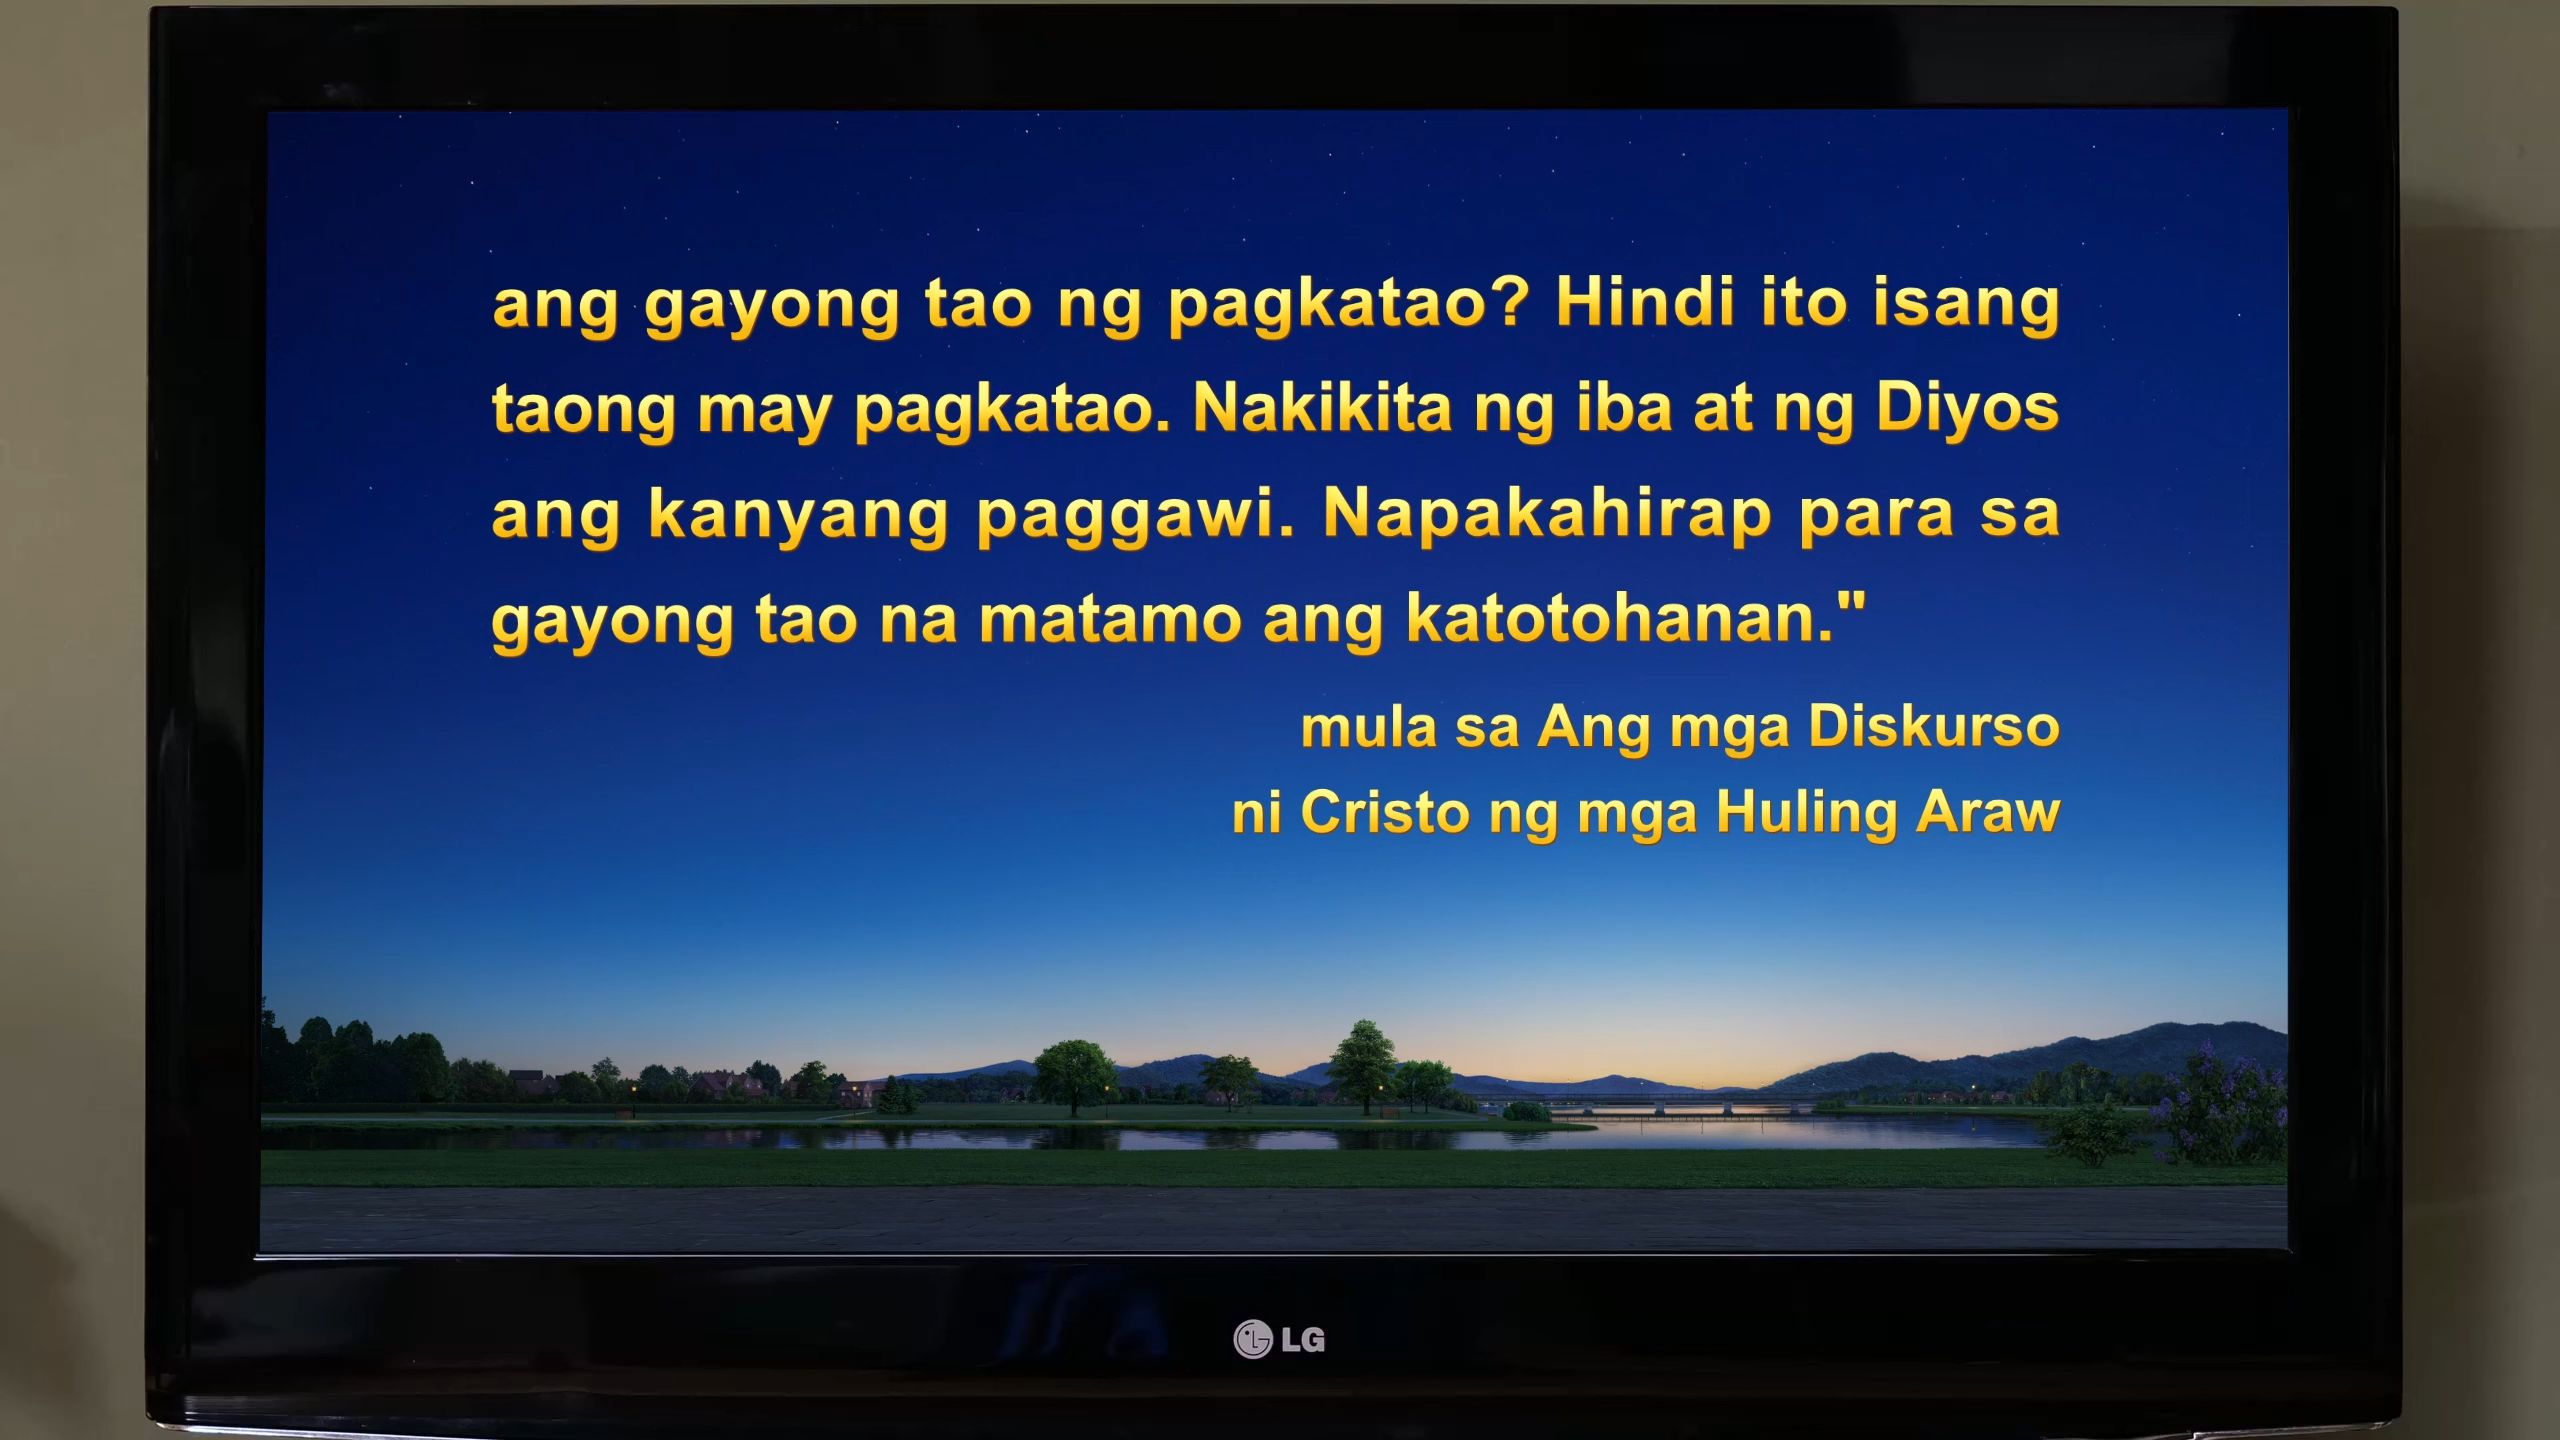 ang gayong tao ng pagkatao? Hindi ito isang
taong may pagkatao. Nakikita ng iba at ng Diyos
ang kanyang paggawi. Napakahirap para sa
gayong tao na matamo ang katotohanan."
mula sa Ang mga Diskurso
ni Cristo ng mga Huling Araw
LG